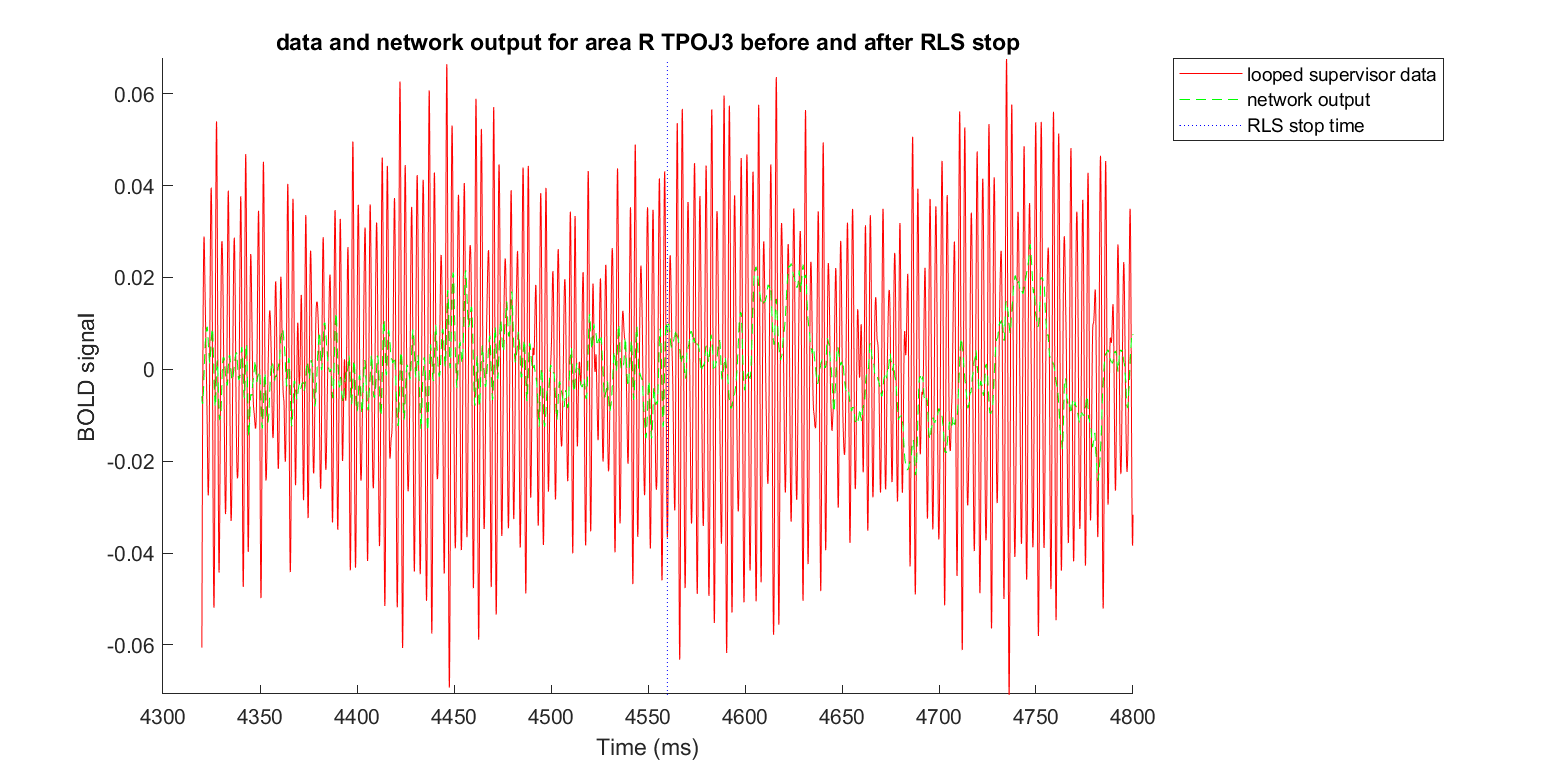 data and network output for area R TPOJ3 before and after RLS stop
looped supervisor data
network output
RLS stop time
BOLD signal
0.06
0.04
0.02
0
-0.02
-0.04
-0.06
4300 4350 4400 4450 4500 4550 4600 4650 4700 4750 4800
Time (ms)